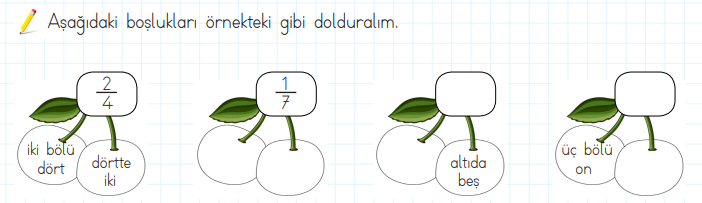 Aşağıdaki boşlukları örnekteki gibi dolduralım.
2
4
iki bölü
dört
dörtte
iki
1
7
altıda
beş
üç bölü
on